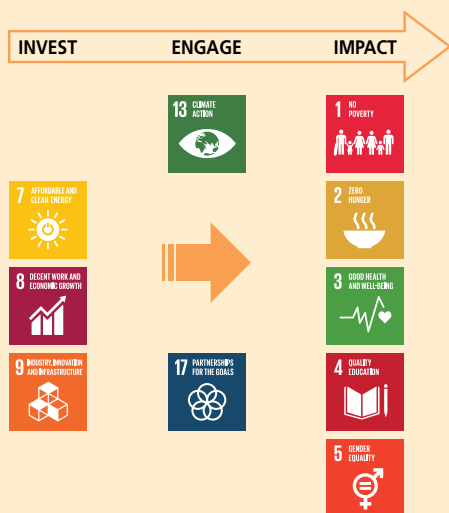 INVEST ENGAGE IMPACT
13 CLIMATE
ACTION
1 NO
POVERTY
7 AFFORDABLE AND
CLEAN ENERGY
2 ZERO
HUNGER
8 DECENT WORK AND
ECONOMIC GROWTH
3 GOOD HEALTH
AND WELL-BEING
9 INDUSTRY, INNOVATION
AND INFRASTRUCTURE
17 PARTNERSHIPS
FOR THE GOALS
4 QUALITY
EDUCATION
5 GENDER
EQUALITY